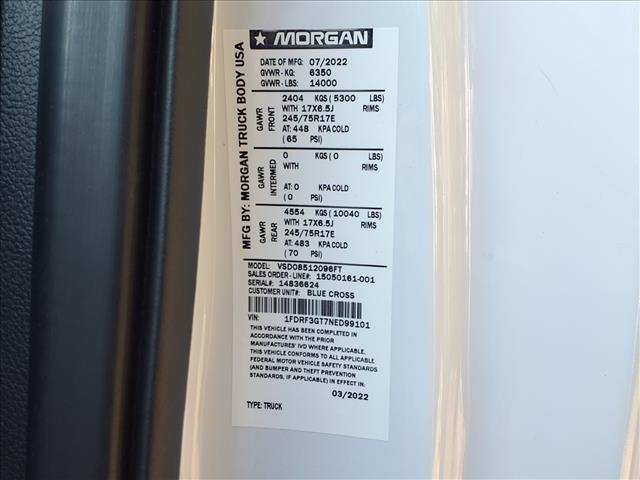 MORGAN
MFG BY: MORGAN TRUCK BODY USA
DATE OF MFG: 07/2022
GVWR - KG: 6350
GVWR - LBS: 14000
GAWR FRONT
2404 KGS ( 5300 LBS)
WITH 17X6.5J RIMS
245/75R17E
AT: 448 KPA COLD
( 65 PSI)
GAWR INTERMED
0 KGS ( 0 LBS)
WITH RIMS
AT: 0 KPA COLD
( 0 PSI)
GAWR REAR
4554 KGS ( 10040 LBS)
WITH 17X6.5J RIMS
245/75R17E
AT: 483 KPA COLD
( 70 PSI)
MODEL: VSD08512096FT
SALES ORDER - LINE#: 15050161-001
SERIAL#: 14836624
CUSTOMER UNIT#: BLUE CROSS
VIN: 1FDRF3GT7NED99101
THIS VEHICLE HAS BEEN COMPLETED IN
ACCORDANCE WITH THE PRIOR
MANUFACTURES' IVD WHERE APPLICABLE.
THIS VEHICLE CONFORMS TO ALL APPLICABLE
FEDERAL MOTOR VEHICLE SAFETY STANDARDS
(AND BUMPER AND THEFT PREVENTION
STANDARDS, IF APPLICABLE) IN EFFECT IN:
03/2022
TYPE: TRUCK